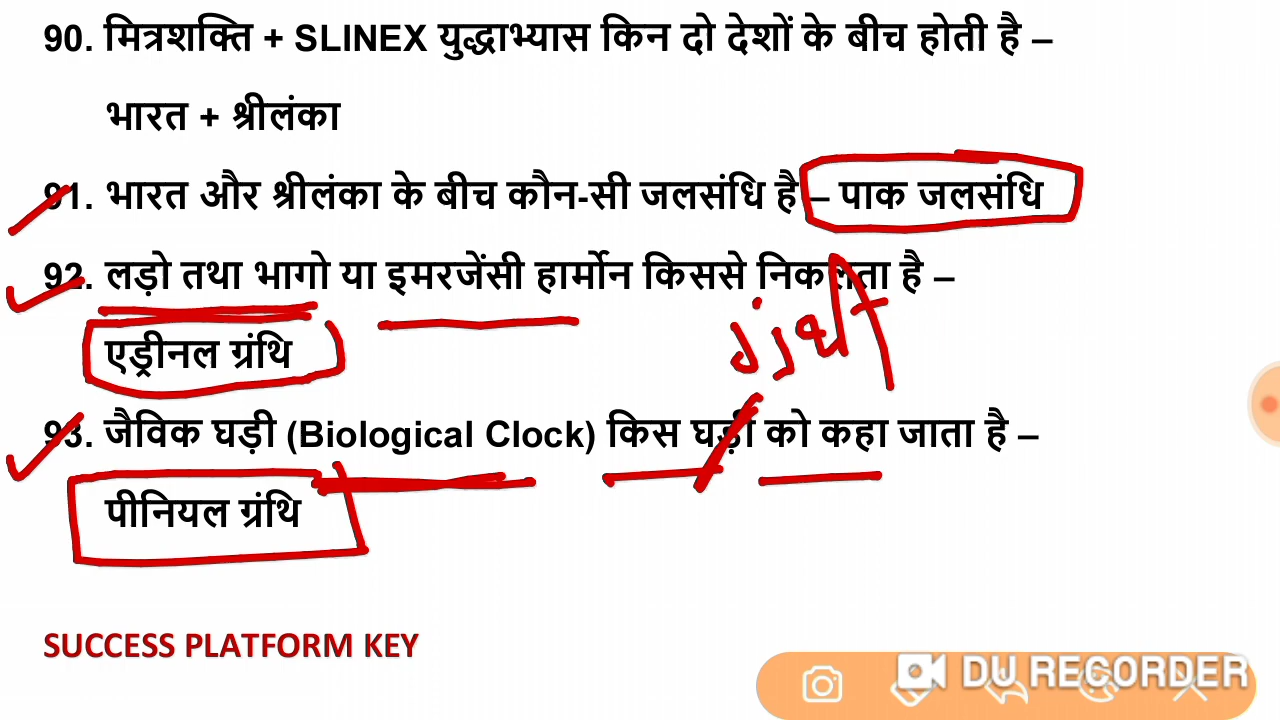 90. मित्रशक्ति + SLINEX युद्धाभ्यास किन दो देशों के बीच होती है –
भारत + श्रीलंका
91. भारत और श्रीलंका के बीच कौन-सी जलसंधि है – पाक जलसंधि
92. लड़ो तथा भागो या इमरजेंसी हार्मोन किससे निकलता है –
एड्रीनल ग्रंथि
ग्रंथी
93. जैविक घड़ी (Biological Clock) किस घड़ी को कहा जाता है –
पीनियल ग्रंथि
SUCCESS PLATFORM KEY
DU RECORDER